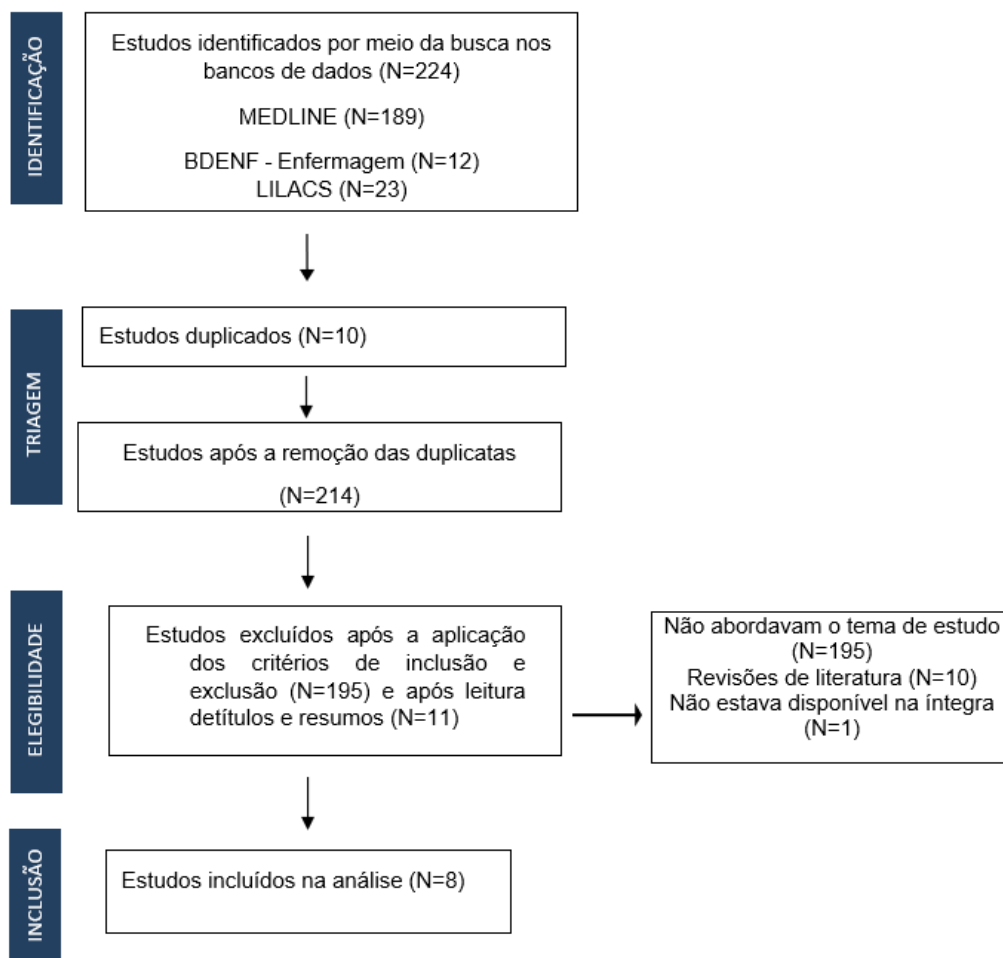 IDENTIFICAÇÃO
Estudos identificados por meio da busca nos
bancos de dados (N=224)
MEDLINE (N=189)
BDENF - Enfermagem (N=12)
LILACS (N=23)
TRIAGEM
Estudos duplicados (N=10)
Estudos após a remoção das duplicatas
(N=214)
ELEGIBILIDADE
Estudos excluídos após a aplicação
dos critérios de inclusão e
exclusão (N=195) e após leitura
detítulos e resumos (N=11)
Não abordavam o tema de estudo
(N=195)
Revisões de literatura (N=10)
Não estava disponível na íntegra
(N=1)
INCLUSÃO
Estudos incluídos na análise (N=8)